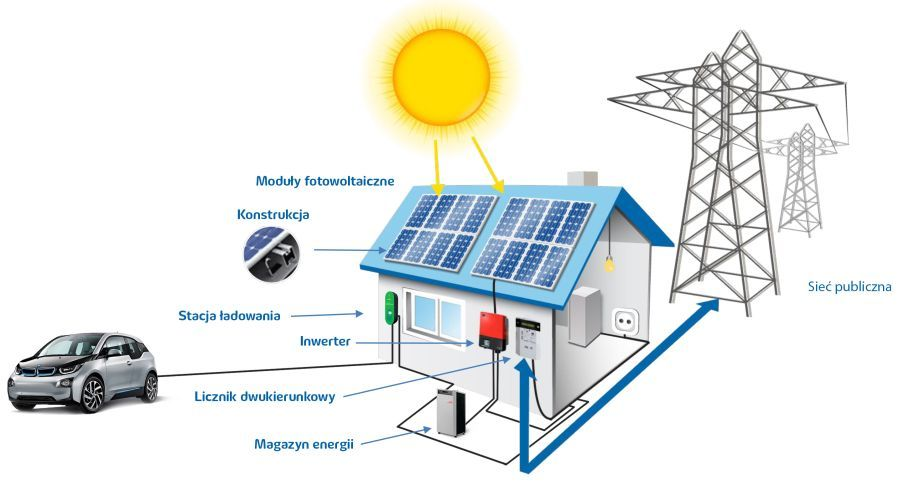 Moduły fotowoltaiczne
Konstrukcja
Sieć publiczna
Stacja ładowania
Inwerter
Licznik dwukierunkowy
Magazyn energii